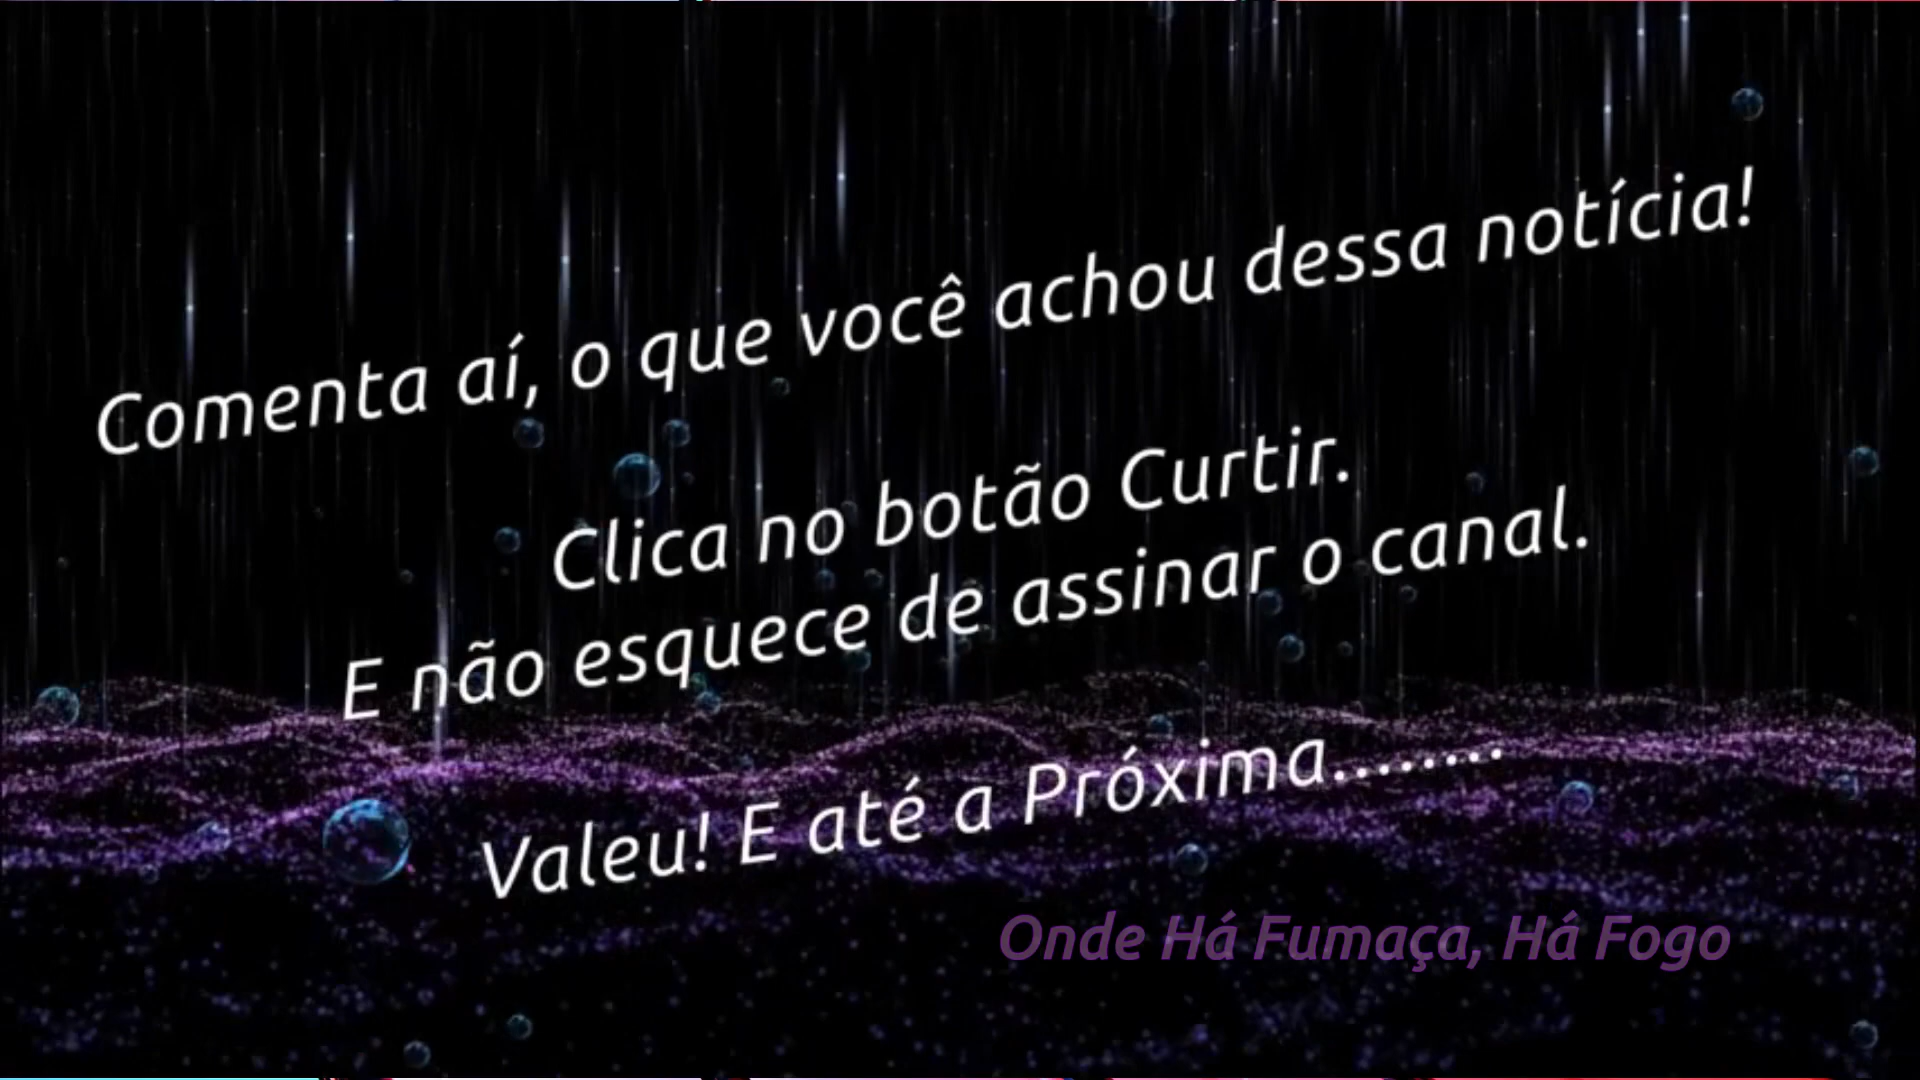 Comenta aí, o que você achou dessa notícia!
Clica no botão Curtir.
E não esquece de assinar o canal.
Valeu! E até a Próxima........
Onde Há Fumaça, Há Fogo